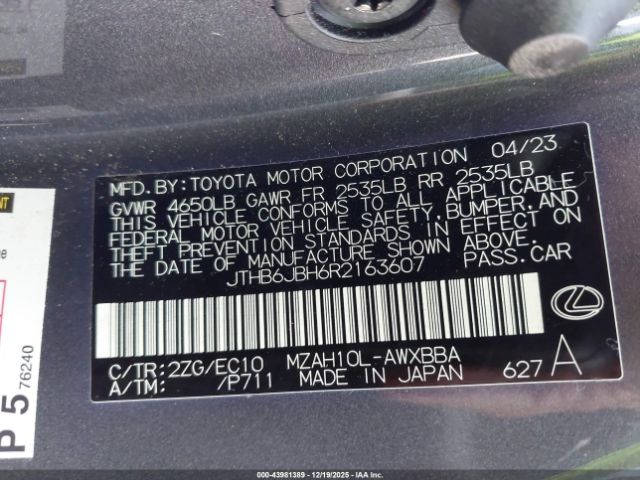 MFD. BY: TOYOTA MOTOR CORPORATION 04/23
GVWR 4650LB GAWR FR 2535LB RR 2535LB
THIS VEHICLE CONFORMS TO ALL APPLICABLE
FEDERAL MOTOR VEHICLE SAFETY, BUMPER, AND
THEFT PREVENTION STANDARDS IN EFFECT ON
THE DATE OF MANUFACTURE SHOWN ABOVE.
JTHB6JBH6R2163607 PASS. CAR
C/TR: 2ZG/EC10 MZAH10L-AWXBBA
A/TM: /P711 MADE IN JAPAN 627 A
P 5 76240
000-43981389 | 12/19/2025 | IAAI.COM